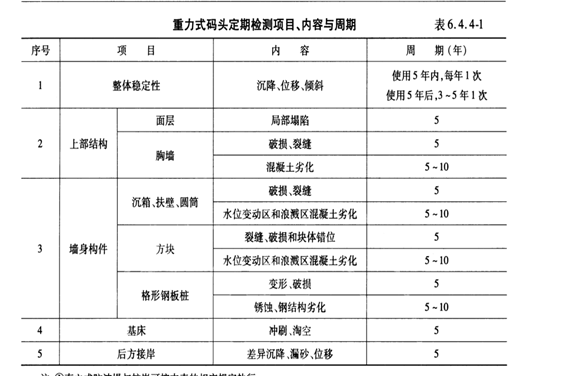 重力式码头定期检测项目、内容与周期 表6.4.4-1
序号 项 目 内 容 周 期(年)
1 整体稳定性 沉降、位移、倾斜 使用5年内,每年1次
使用5年后,3~5年1次
2 上部结构 面层 局部塌陷 5
胸墙 破损、裂缝 5
混凝土劣化 5~10
3 墙身构件 沉箱、扶壁、圆筒 破损、裂缝 5
水位变动区和浪溅区混凝土劣化 5~10
方块 裂缝、破损和块体错位 5
水位变动区和浪溅区混凝土劣化 5~10
格形钢板桩 变形、破损 5
锈蚀、钢结构劣化 5~10
4 基床 冲刷、淘空 5
5 后方接岸 差异沉降、漏砂、位移 5